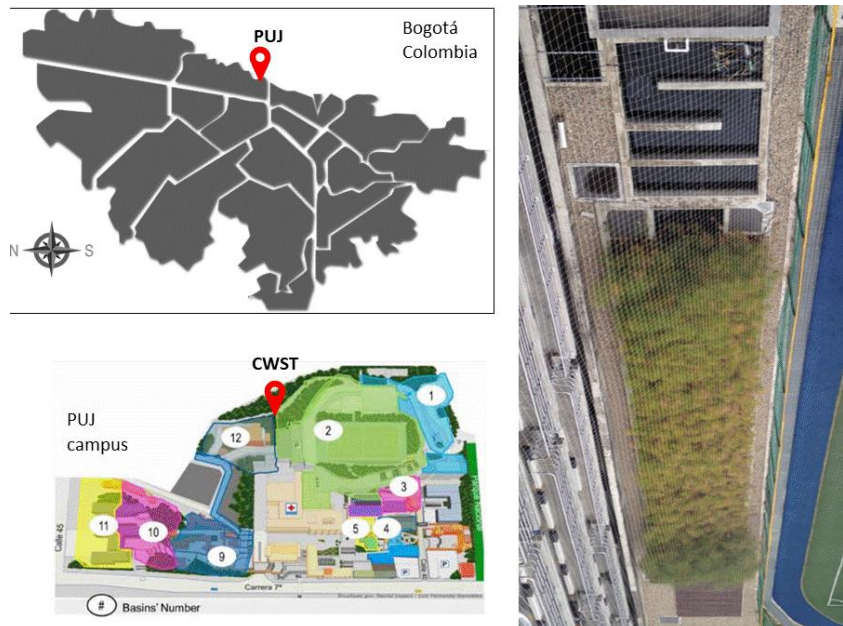 PUJ
Bogotá
Colombia
N
S
CWST
PUJ
campus
1
2
12
3
5
4
11
10
9
Calle 45
P
P
Carrera 7ª
# Basins' Number